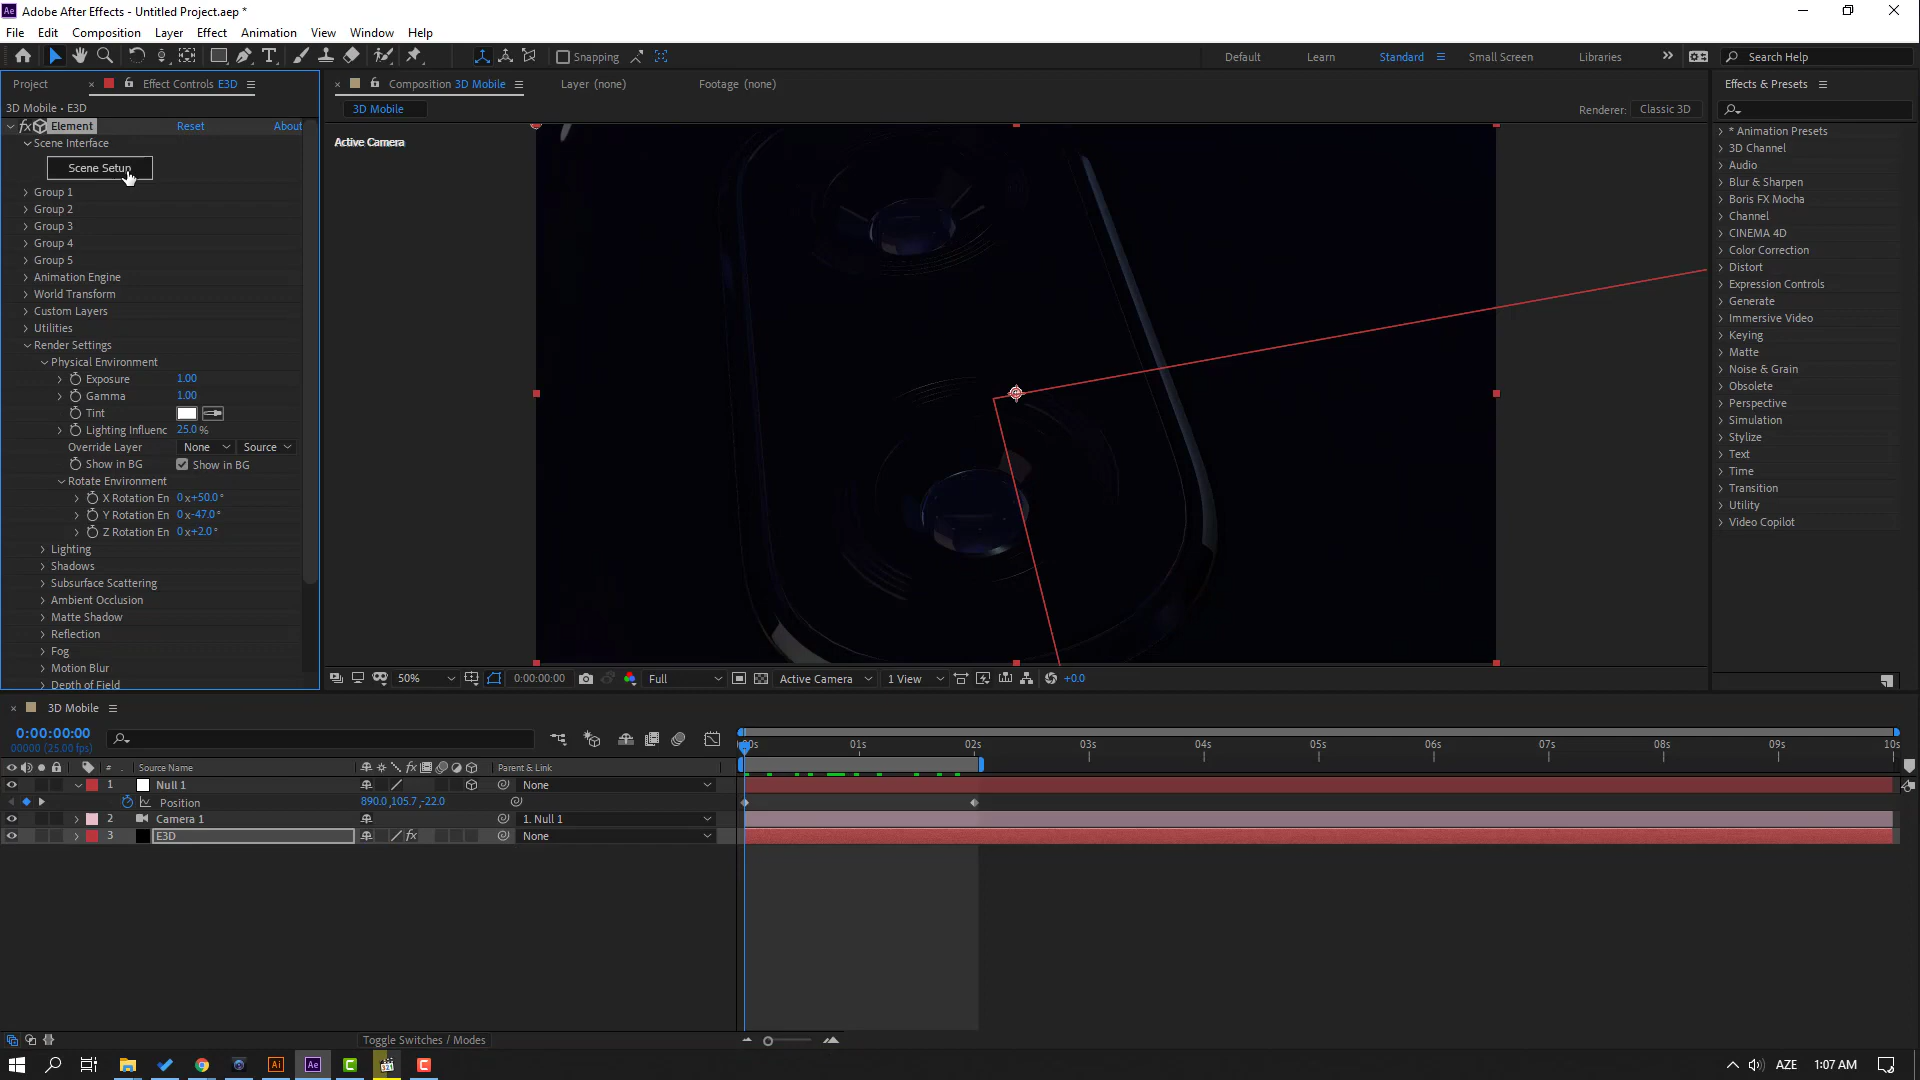 Adobe After Effects - Untitled Project.aep *
File Edit Composition Layer Effect Animation View Window Help
Snapping Default Learn Standard Small Screen Libraries Search Help
Project Effect Controls E3D
3D Mobile • E3D
Element Reset About
Scene Interface
Scene Setup
Group 1
Group 2
Group 3
Group 4
Group 5
Animation Engine
World Transform
Custom Layers
Utilities
Render Settings
Physical Environment
Exposure 1.00
Gamma 1.00
Tint
Lighting Influenc 25.0 %
Override Layer None Source
Show in BG Show in BG
Rotate Environment
X Rotation En 0 x+50.0 °
Y Rotation En 0 x-47.0 °
Z Rotation En 0 x+2.0 °
Lighting
Shadows
Subsurface Scattering
Ambient Occlusion
Matte Shadow
Reflection
Fog
Motion Blur
Depth of Field
Composition 3D Mobile Layer (none) Footage (none)
3D Mobile
Renderer: Classic 3D
Active Camera
50% 0:00:00:00 Full Active Camera 1 View +0.0
Effects & Presets
* Animation Presets
3D Channel
Audio
Blur & Sharpen
Boris FX Mocha
Channel
CINEMA 4D
Color Correction
Distort
Expression Controls
Generate
Immersive Video
Keying
Matte
Noise & Grain
Obsolete
Perspective
Simulation
Stylize
Text
Time
Transition
Utility
Video Copilot
3D Mobile
0:00:00:00
00000 (25.00 fps)
:00s 01s 02s 03s 04s 05s 06s 07s 08s 09s 10s
# Source Name Parent & Link
1 Null 1 None
Position 890.0,105.7,-22.0
2 Camera 1 1. Null 1
3 E3D None
Toggle Switches / Modes
Ai Ae C 321 C AZE 1:07 AM